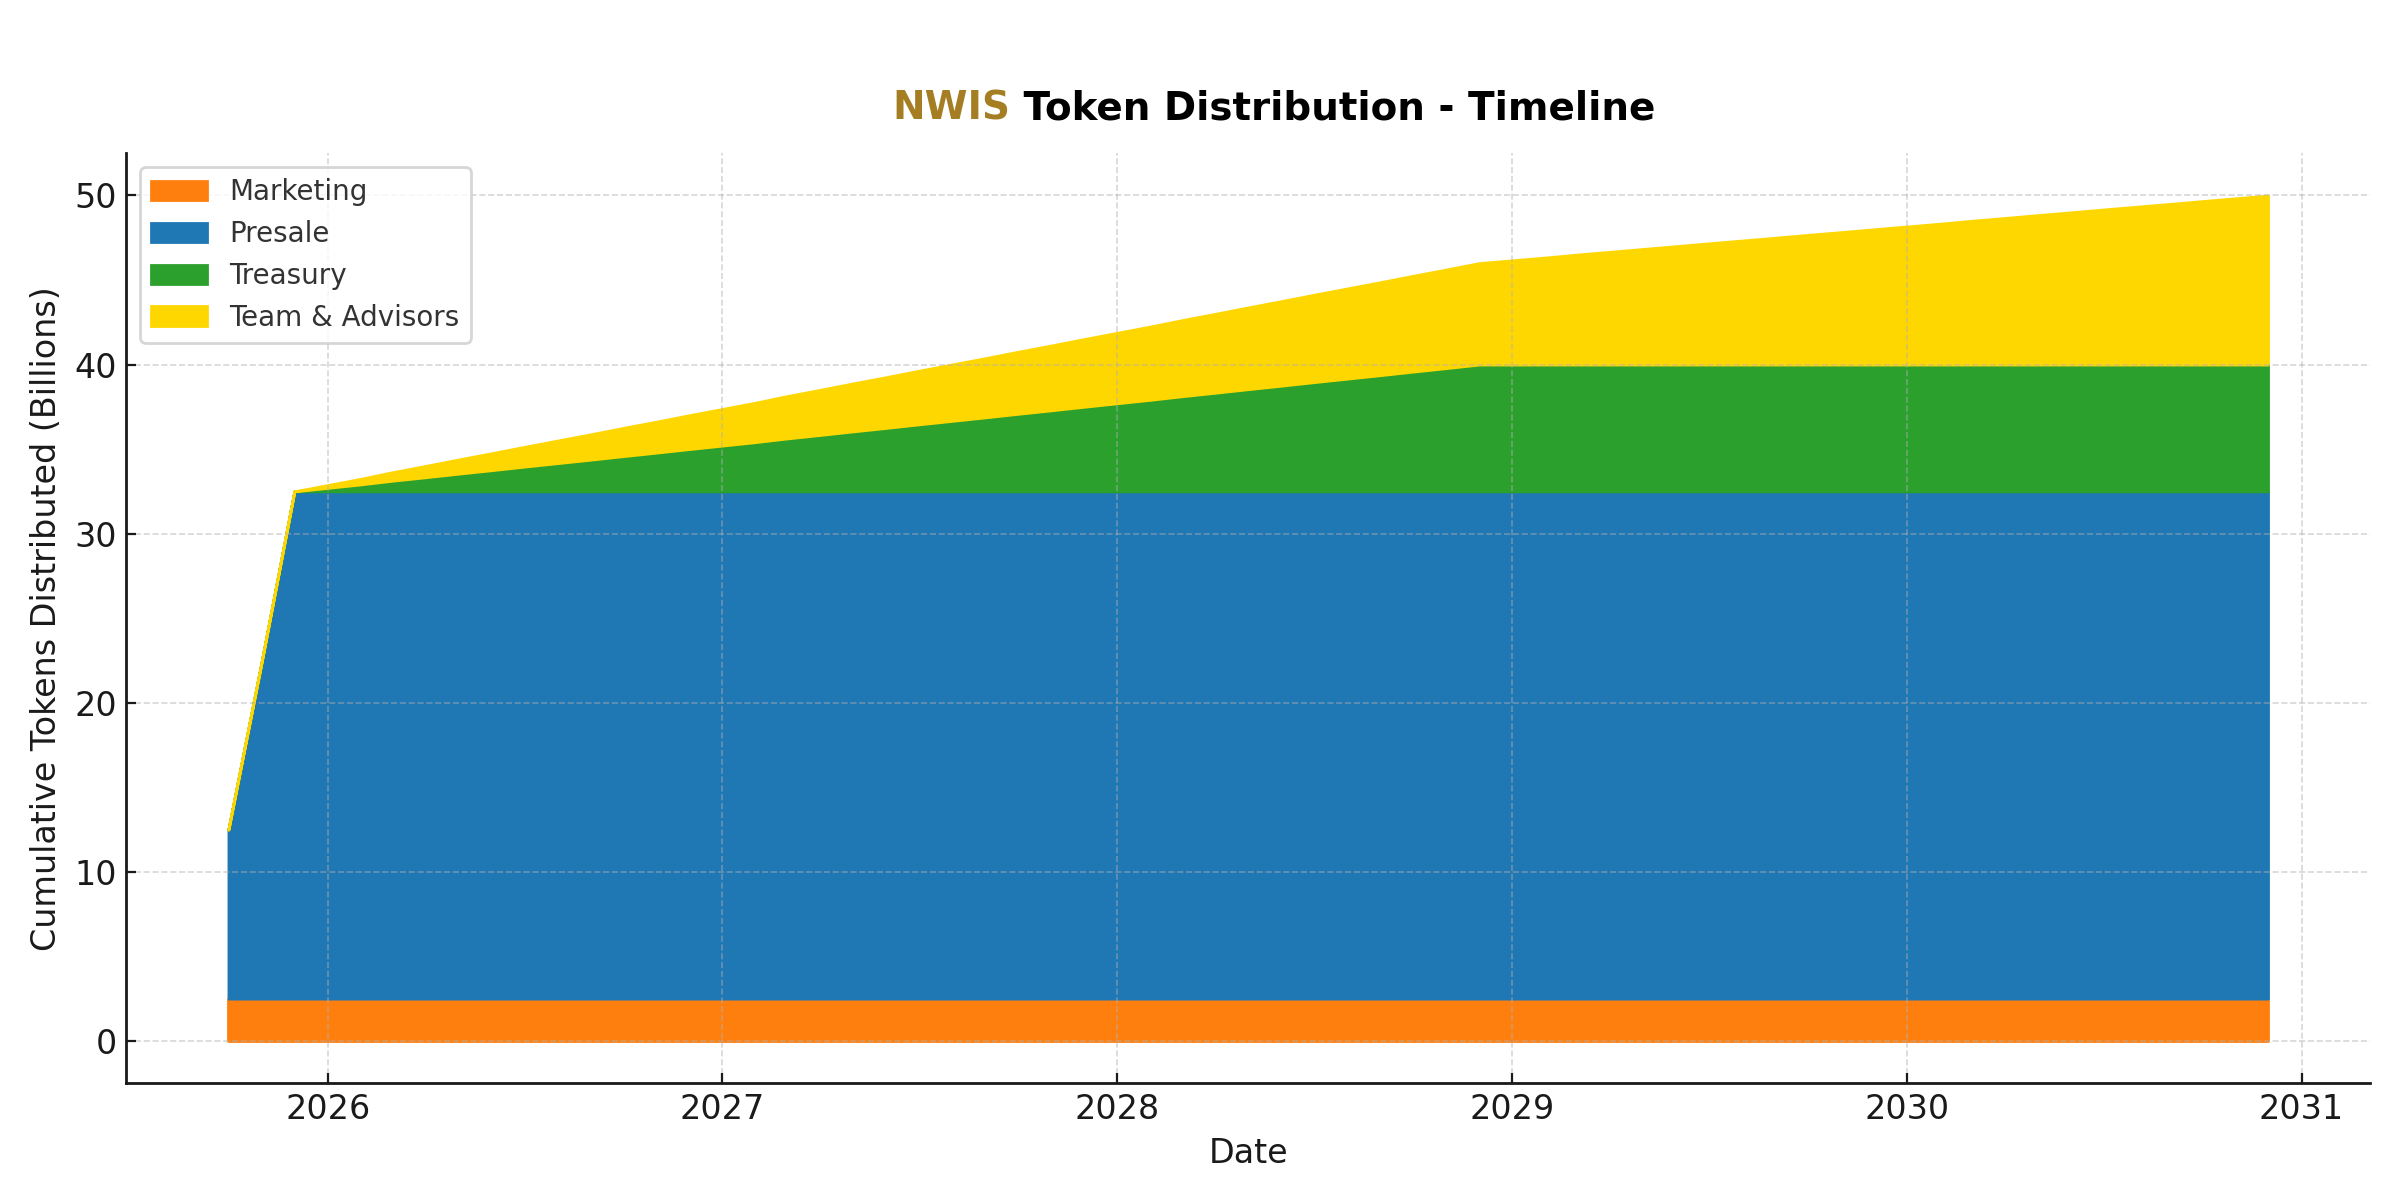 NWIS Token Distribution - Timeline
Marketing
Presale
Treasury
Team & Advisors
Cumulative Tokens Distributed (Billions)
50
40
30
20
10
0
2026 2027 2028 2029 2030 2031
Date